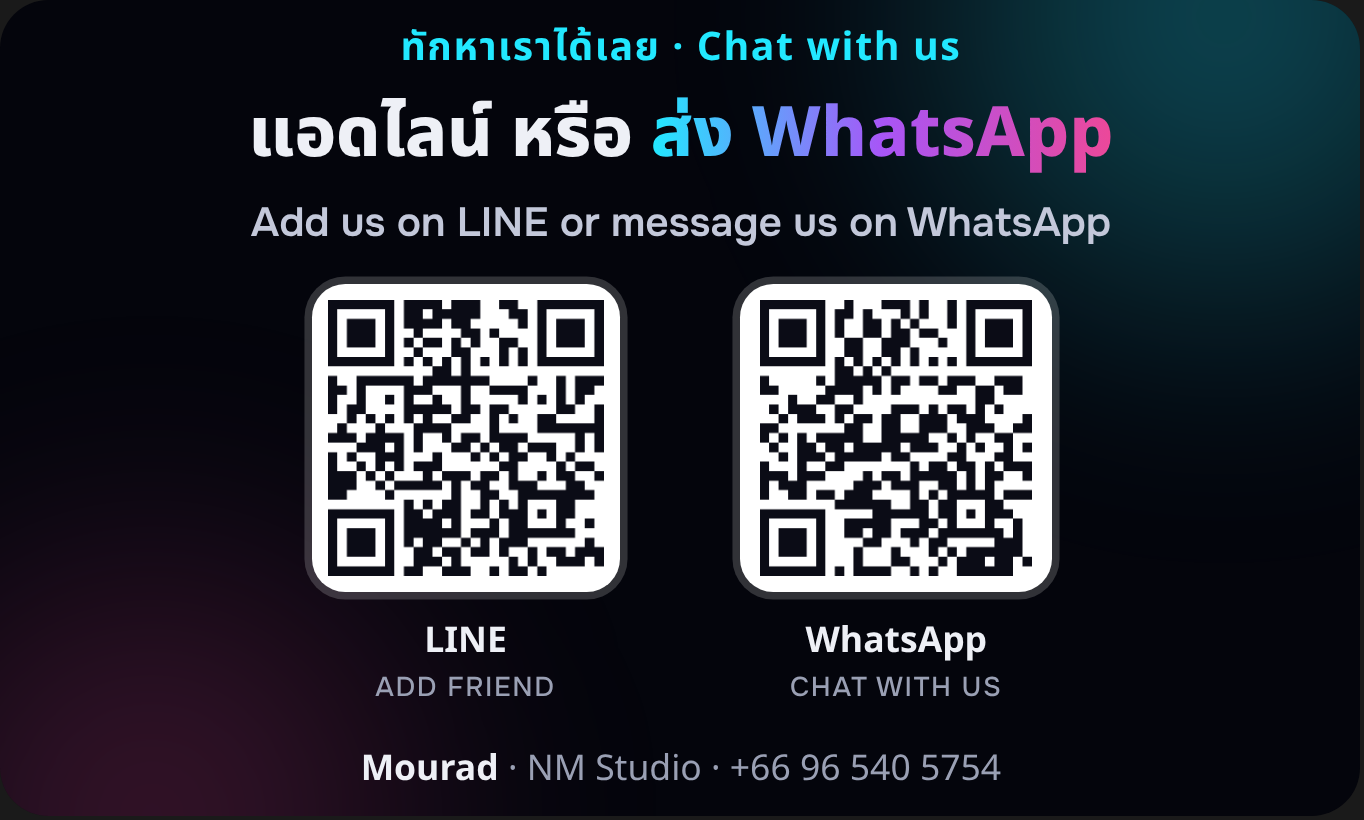 ทักหาเราได้เลย · Chat with us
แอดไลน์ หรือ ส่ง WhatsApp
Add us on LINE or message us on WhatsApp
LINE
ADD FRIEND
WhatsApp
CHAT WITH US
Mourad · NM Studio · +66 96 540 5754